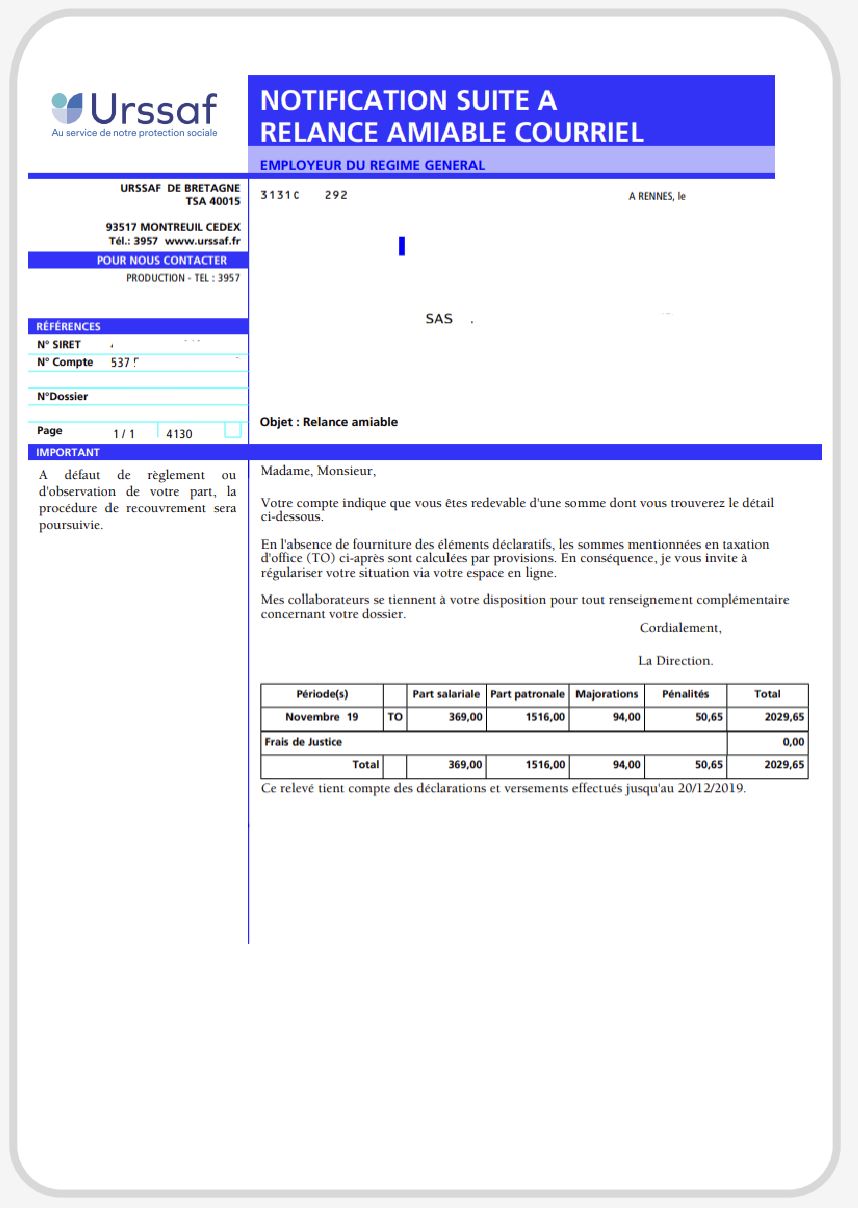 Urssaf
Au service de notre protection sociale
NOTIFICATION SUITE A
RELANCE AMIABLE COURRIEL
EMPLOYEUR DU REGIME GENERAL
URSSAF DE BRETAGNE
TSA 40015
93517 MONTREUIL CEDEX
Tél.: 3957 www.urssaf.fr
POUR NOUS CONTACTER
PRODUCTION - TEL : 3957
RÉFÉRENCES
N° SIRET
N° Compte 537
N°Dossier
Page 1/1 4130
3131 292
A RENNES, le
SAS
Objet : Relance amiable
IMPORTANT
A défaut de règlement ou
d'observation de votre part, la
procédure de recouvrement sera
poursuivie.
Madame, Monsieur,
Votre compte indique que vous êtes redevable d'une somme dont vous trouverez le détail
ci-dessous.
En l'absence de fourniture des éléments déclaratifs, les sommes mentionnées en taxation
d'office (TO) ci-après sont calculées par provisions. En conséquence, je vous invite à
régulariser votre situation via votre espace en ligne.
Mes collaborateurs se tiennent à votre disposition pour tout renseignement complémentaire
concernant votre dossier.
Cordialement,
La Direction.
Période(s) Part salariale Part patronale Majorations Pénalités Total
Novembre 19 TO 369,00 1516,00 94,00 50,65 2029,65
Frais de Justice 0,00
Total 369,00 1516,00 94,00 50,65 2029,65
Ce relevé tient compte des déclarations et versements effectués jusqu'au 20/12/2019.